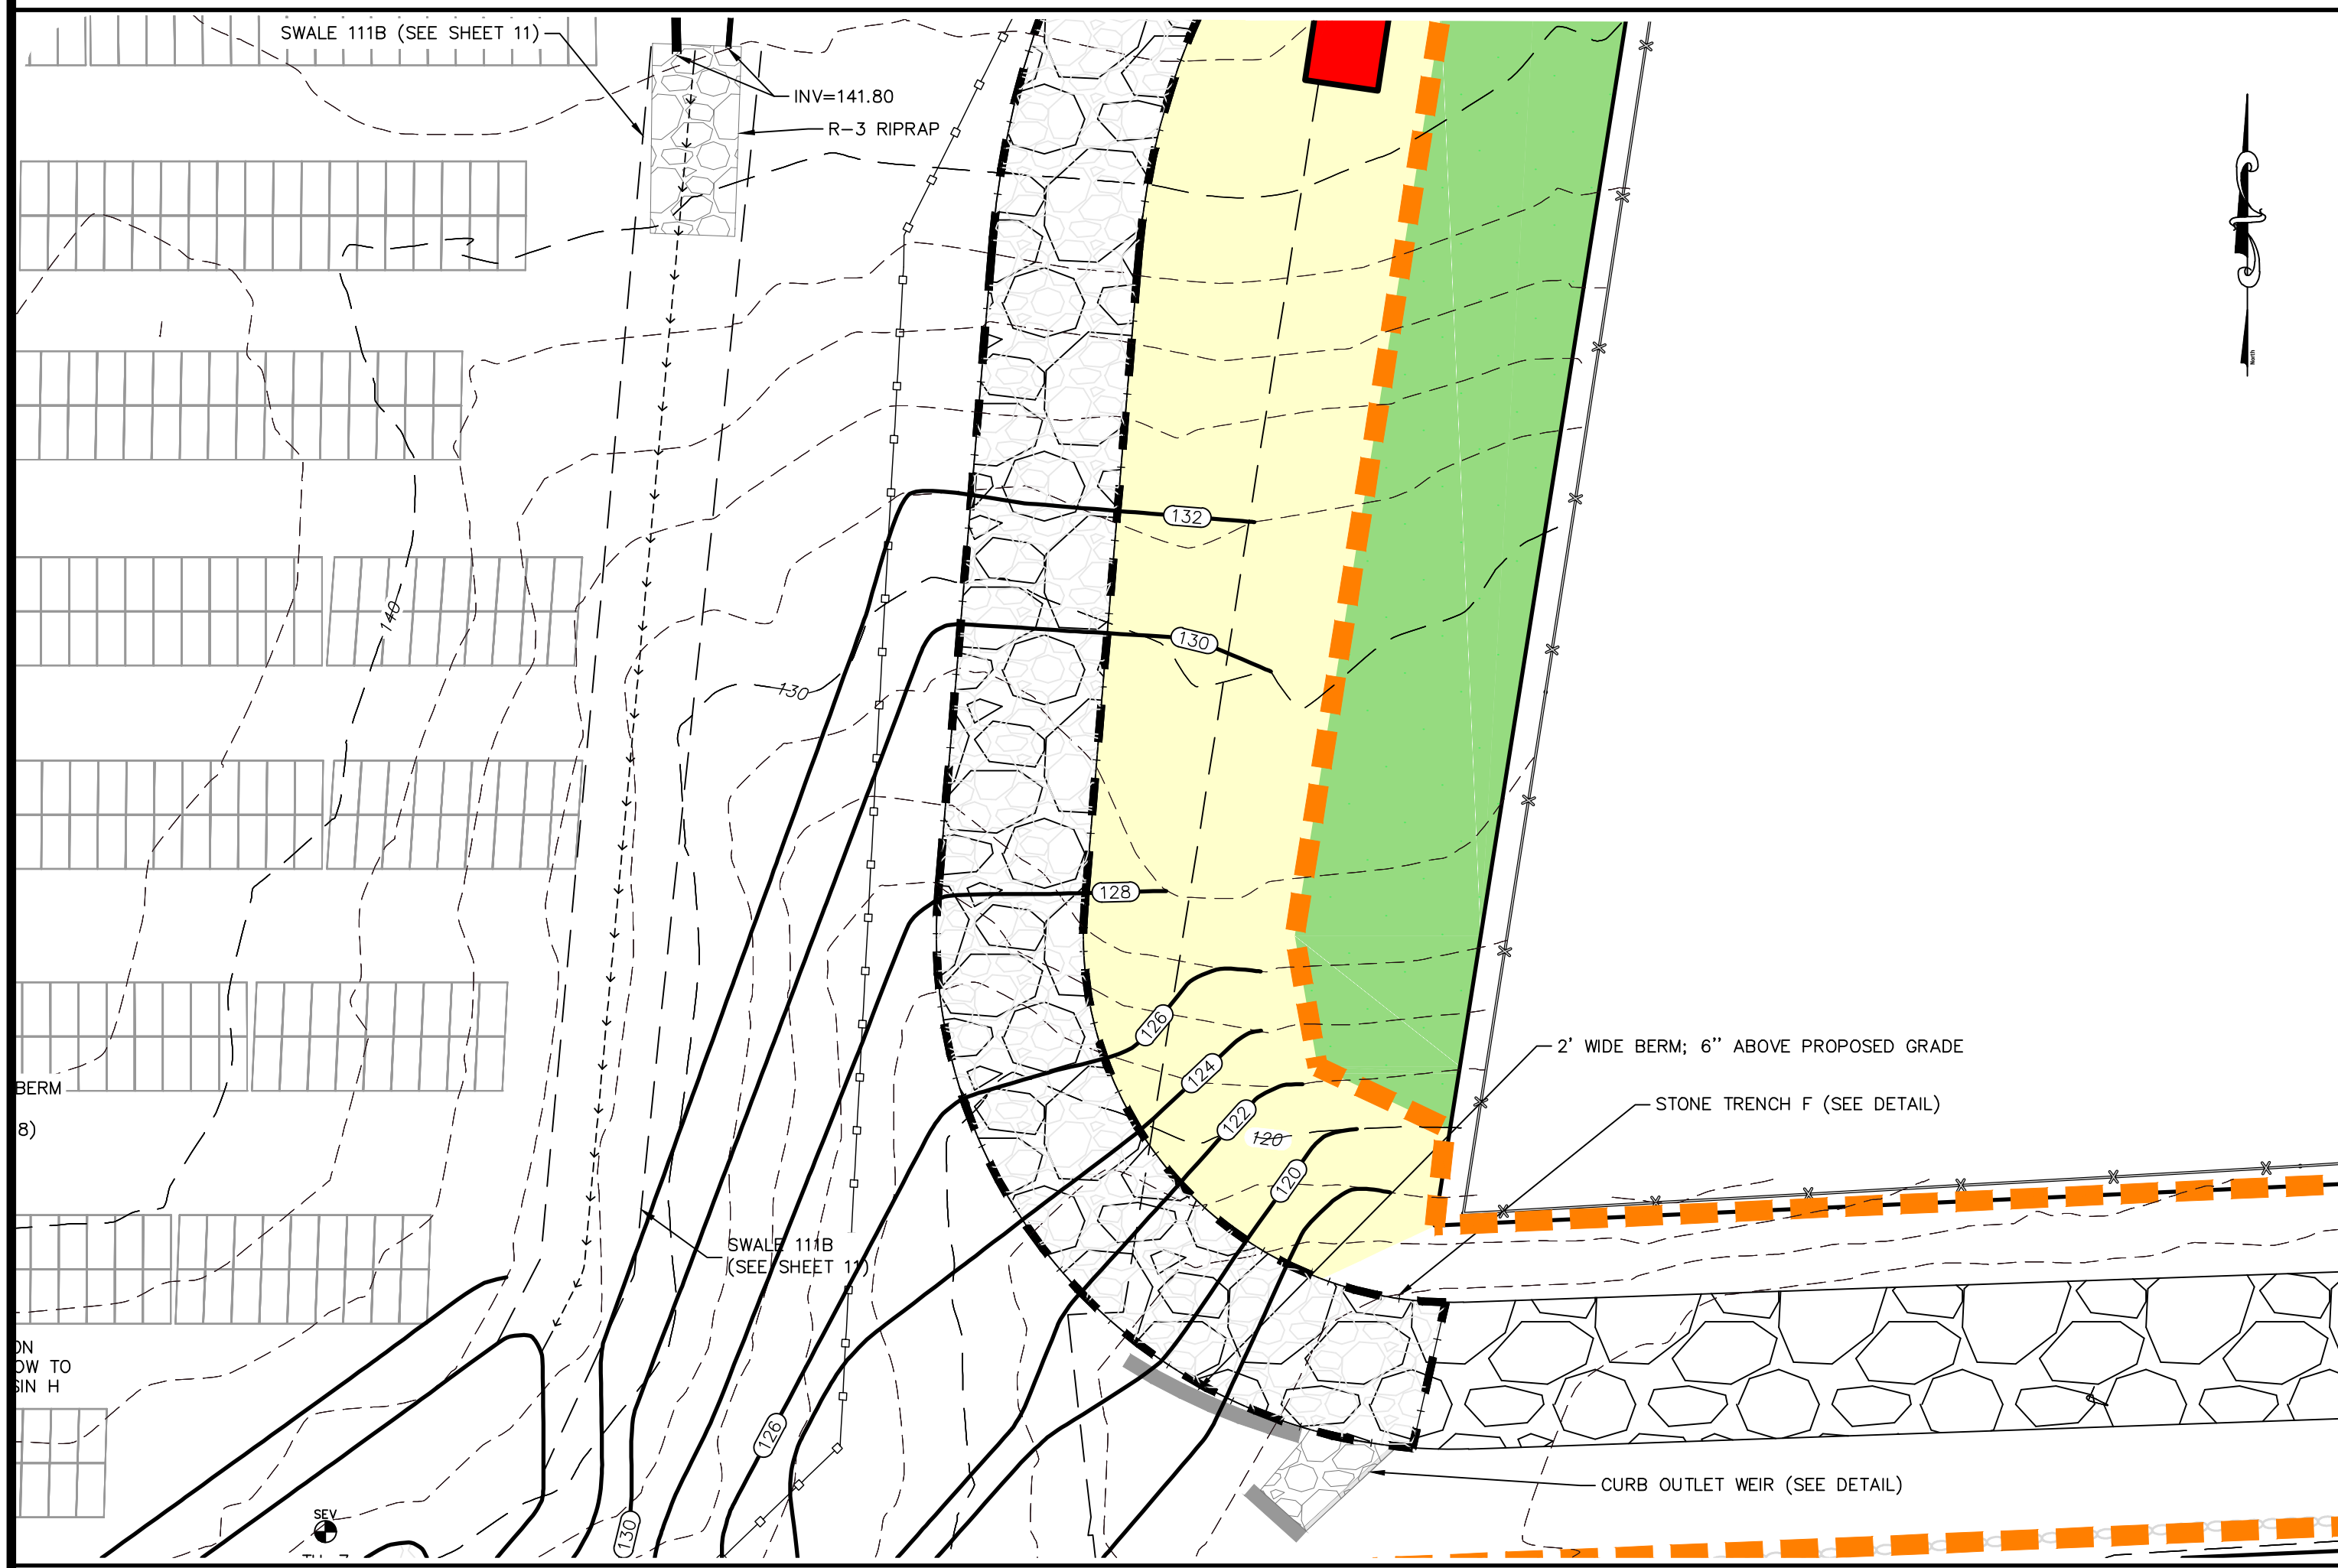 SWALE 111B (SEE SHEET 11)
INV=141.80
R-3 RIPRAP
North
132
140
130
130
128
126
124
122
120
120
2' WIDE BERM; 6" ABOVE PROPOSED GRADE
STONE TRENCH F (SEE DETAIL)
BERM
8)
SWALE 111B
(SEE SHEET 11)
ON
OW TO
SIN H
126
CURB OUTLET WEIR (SEE DETAIL)
SEV
130